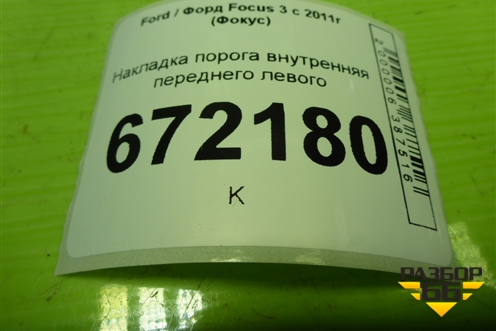 Ford / Форд Focus 3 с 2011г
(Фокус)
Накладка порога внутренняя
переднего левого
672180
К
2000006387516
РАЗБОР
66